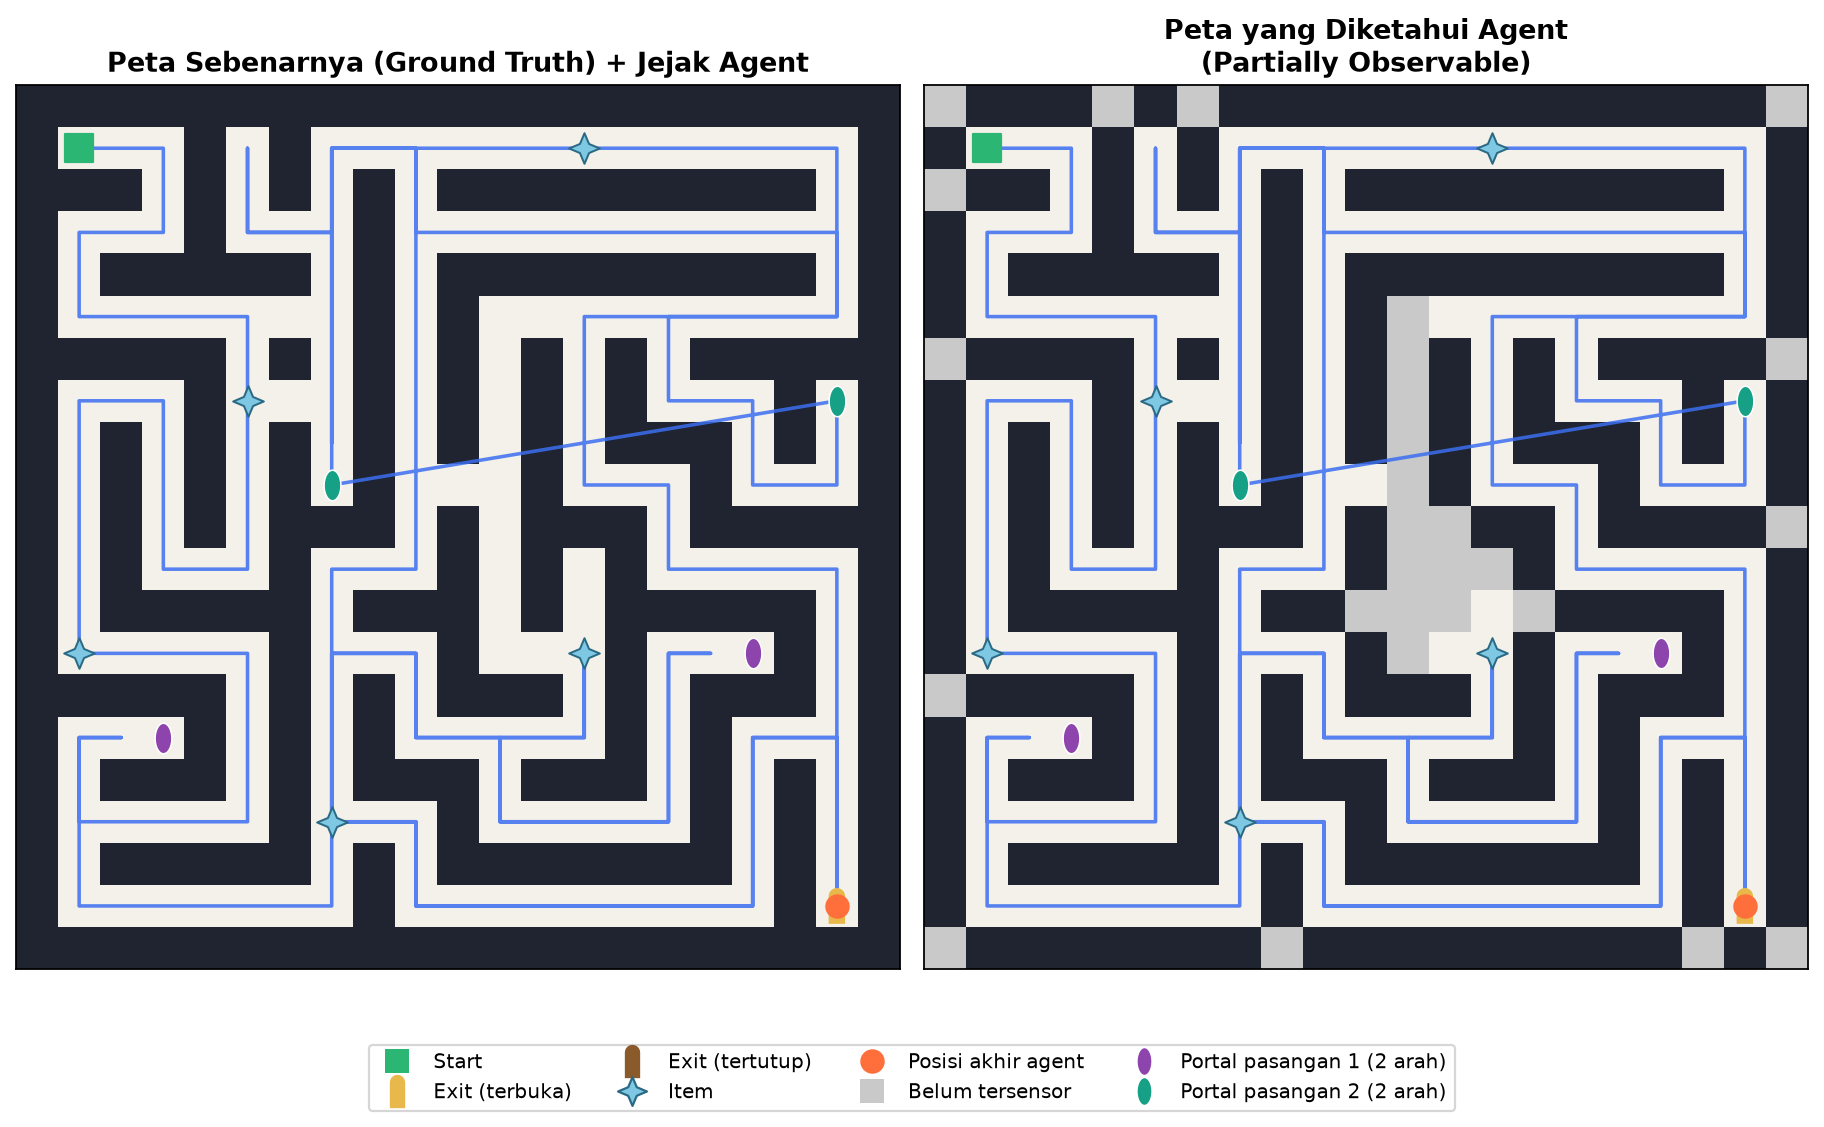 Peta Sebenarnya (Ground Truth) + Jejak Agent
Peta yang Diketahui Agent
(Partially Observable)
Start
Exit (terbuka)
Exit (tertutup)
Item
Posisi akhir agent
Belum tersensor
Portal pasangan 1 (2 arah)
Portal pasangan 2 (2 arah)